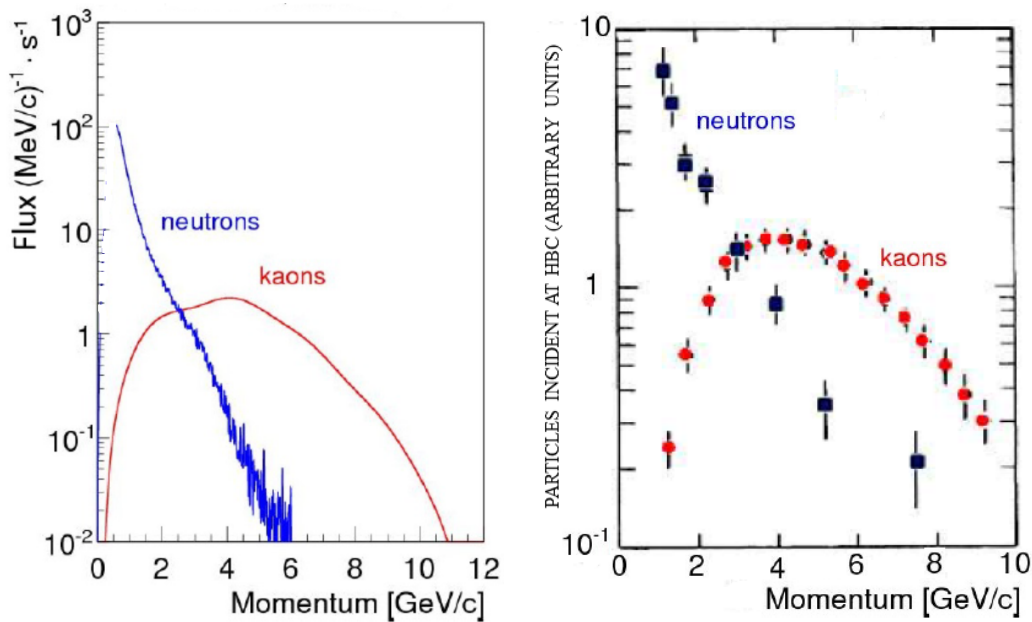 Flux (MeV/c)⁻¹ · s⁻¹
10³
10²
10
1
10⁻¹
10⁻²
neutrons
kaons
0 2 4 6 8 10 12
Momentum [GeV/c]
PARTICLES INCIDENT AT HBC (ARBITRARY UNITS)
10
1
10⁻¹
neutrons
kaons
0 2 4 6 8 10
Momentum [GeV/c]